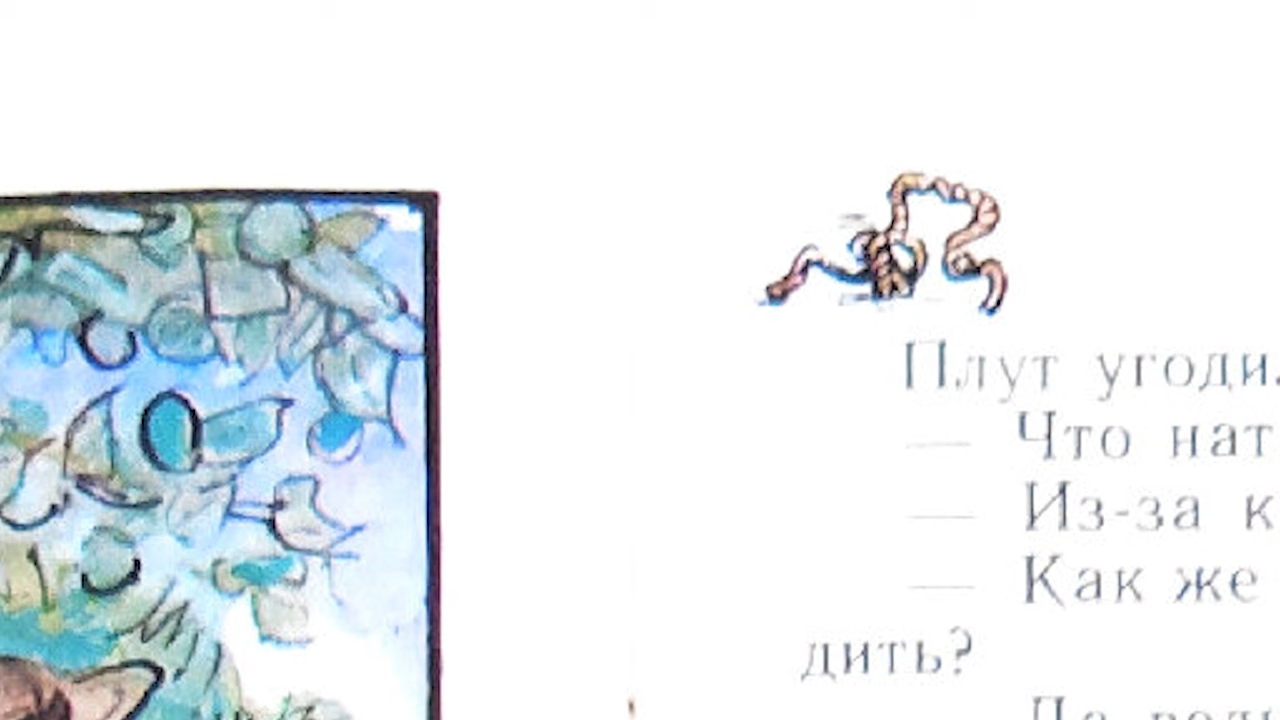 Плут угоди
— Что нат
— Из-за к
— Как же
дить?